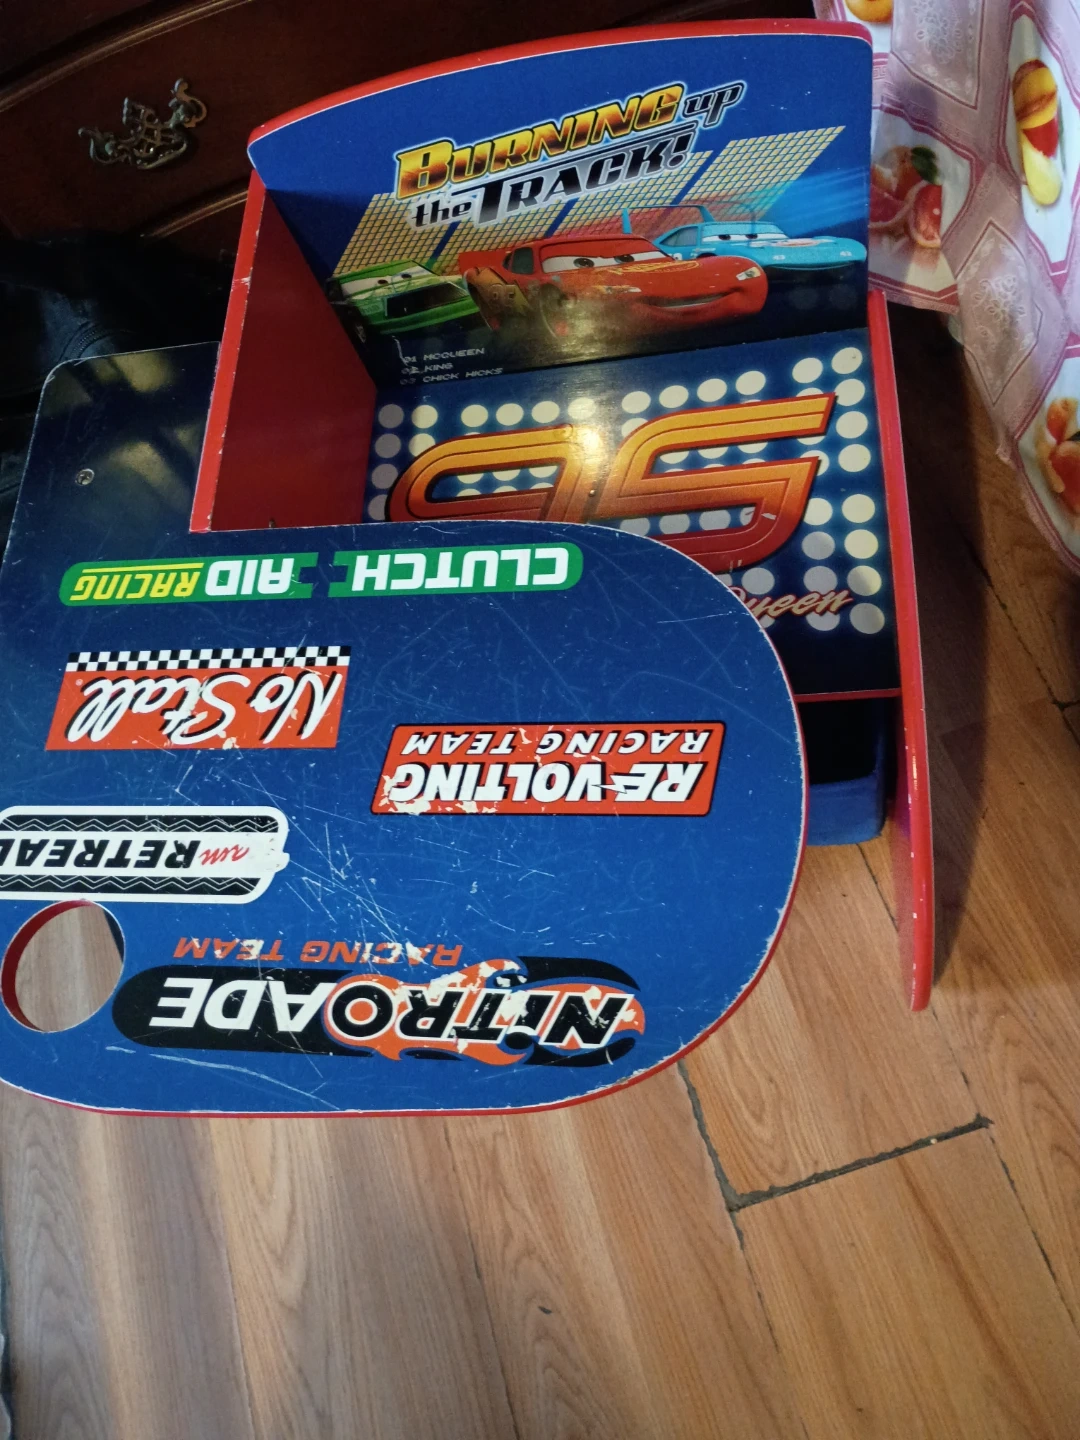 BURNING up
the TRACK!
01 MCQUEEN
02 KING
03 CHICK HICKS
95
CLUTCH AID RACING
No Stall
RE-VOLTING
RACING TEAM
RETREAD
NITROADE
RACING TEAM